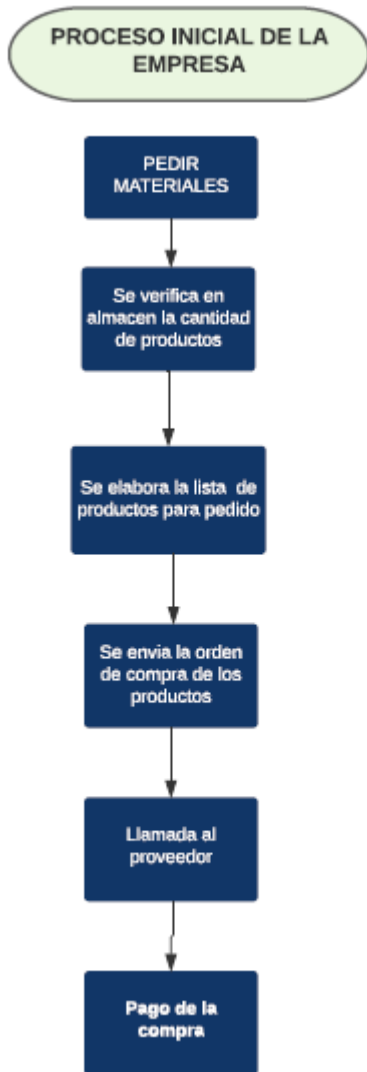 PROCESO INICIAL DE LA
EMPRESA
PEDIR
MATERIALES
Se verifica en
almacen la cantidad
de productos
Se elabora la lista de
productos para pedido
Se envia la orden
de compra de los
productos
Llamada al
proveedor
Pago de la
compra